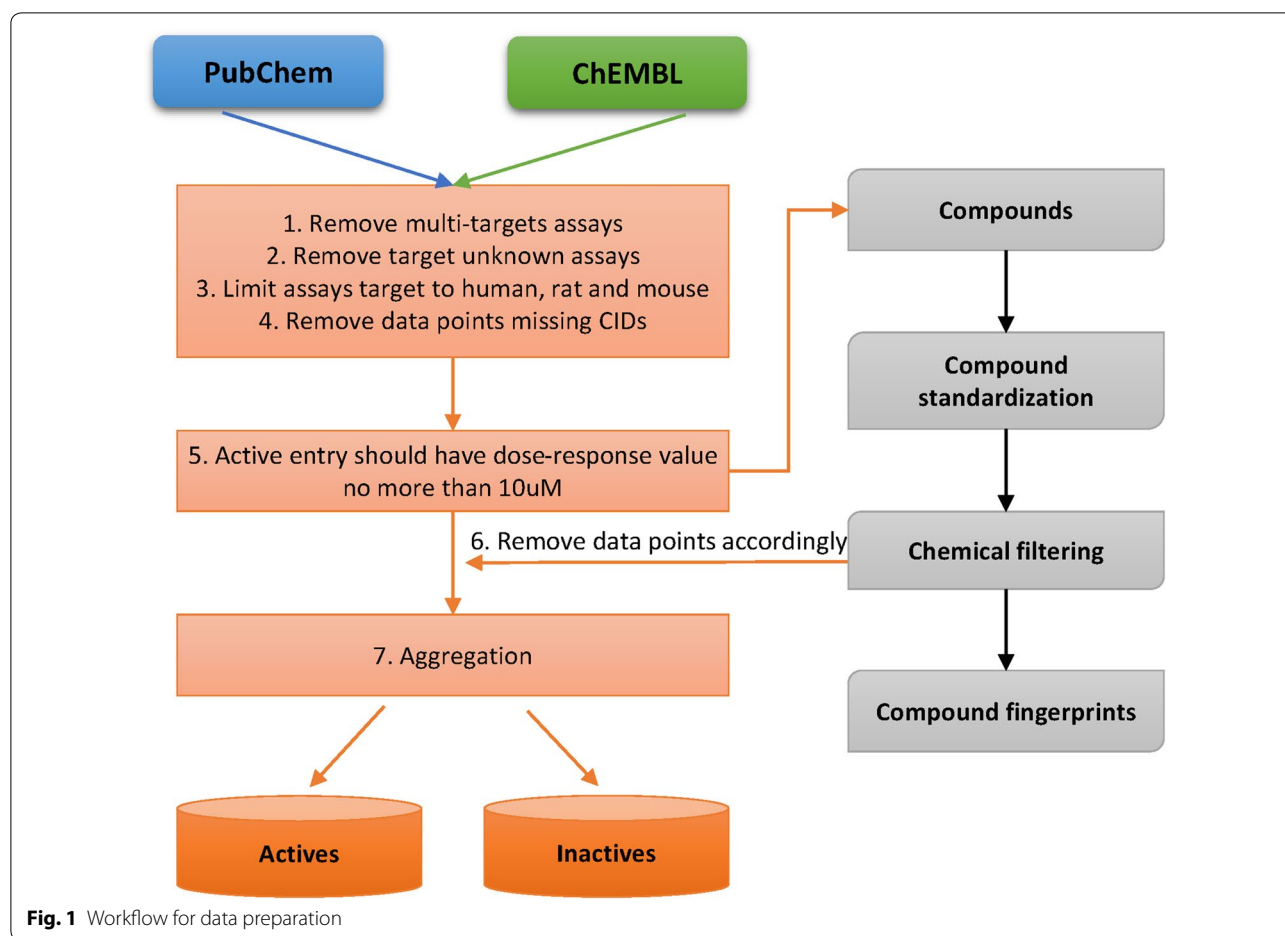 PubChem
ChEMBL
1. Remove multi-targets assays
2. Remove target unknown assays
3. Limit assays target to human, rat and mouse
4. Remove data points missing CIDs
5. Active entry should have dose-response value
no more than 10uM
6. Remove data points accordingly
7. Aggregation
Actives
Inactives
Compounds
Compound
standardization
Chemical filtering
Compound fingerprints
Fig. 1 Workflow for data preparation